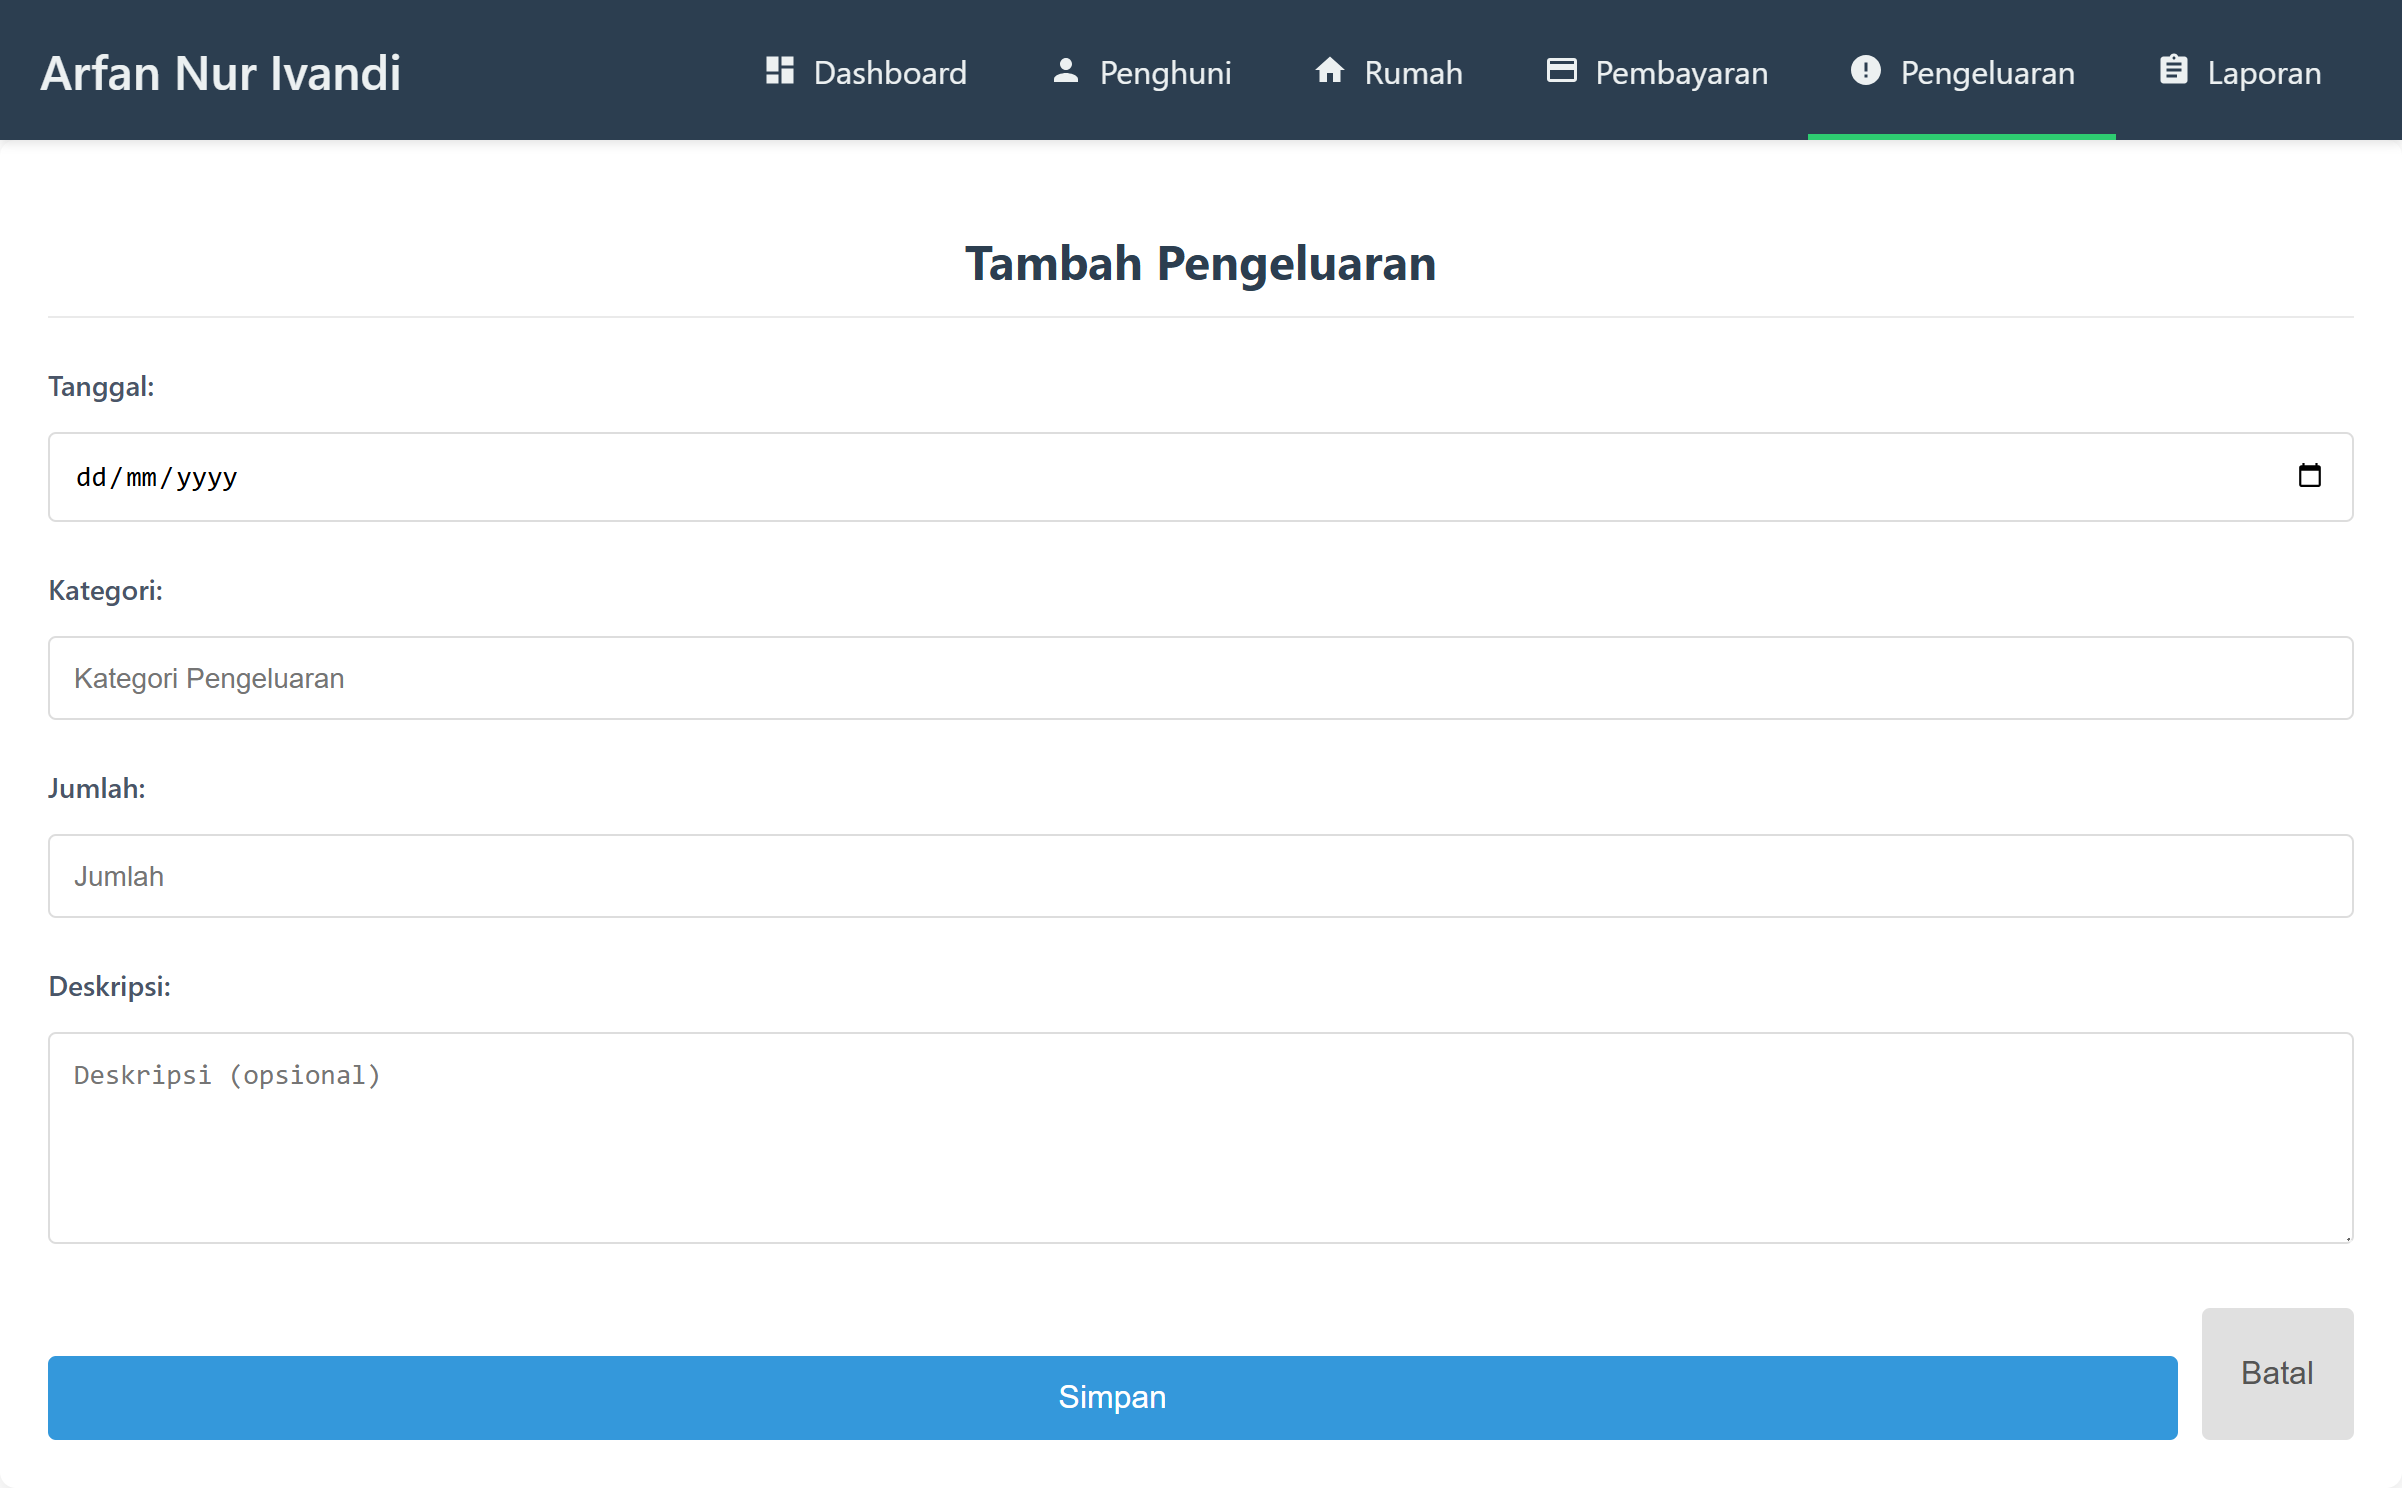 Arfan Nur Ivandi
Dashboard
Penghuni
Rumah
Pembayaran
Pengeluaran
Laporan
Tambah Pengeluaran
Tanggal:
dd/mm/yyyy
Kategori:
Kategori Pengeluaran
Jumlah:
Jumlah
Deskripsi:
Deskripsi (opsional)
Simpan
Batal